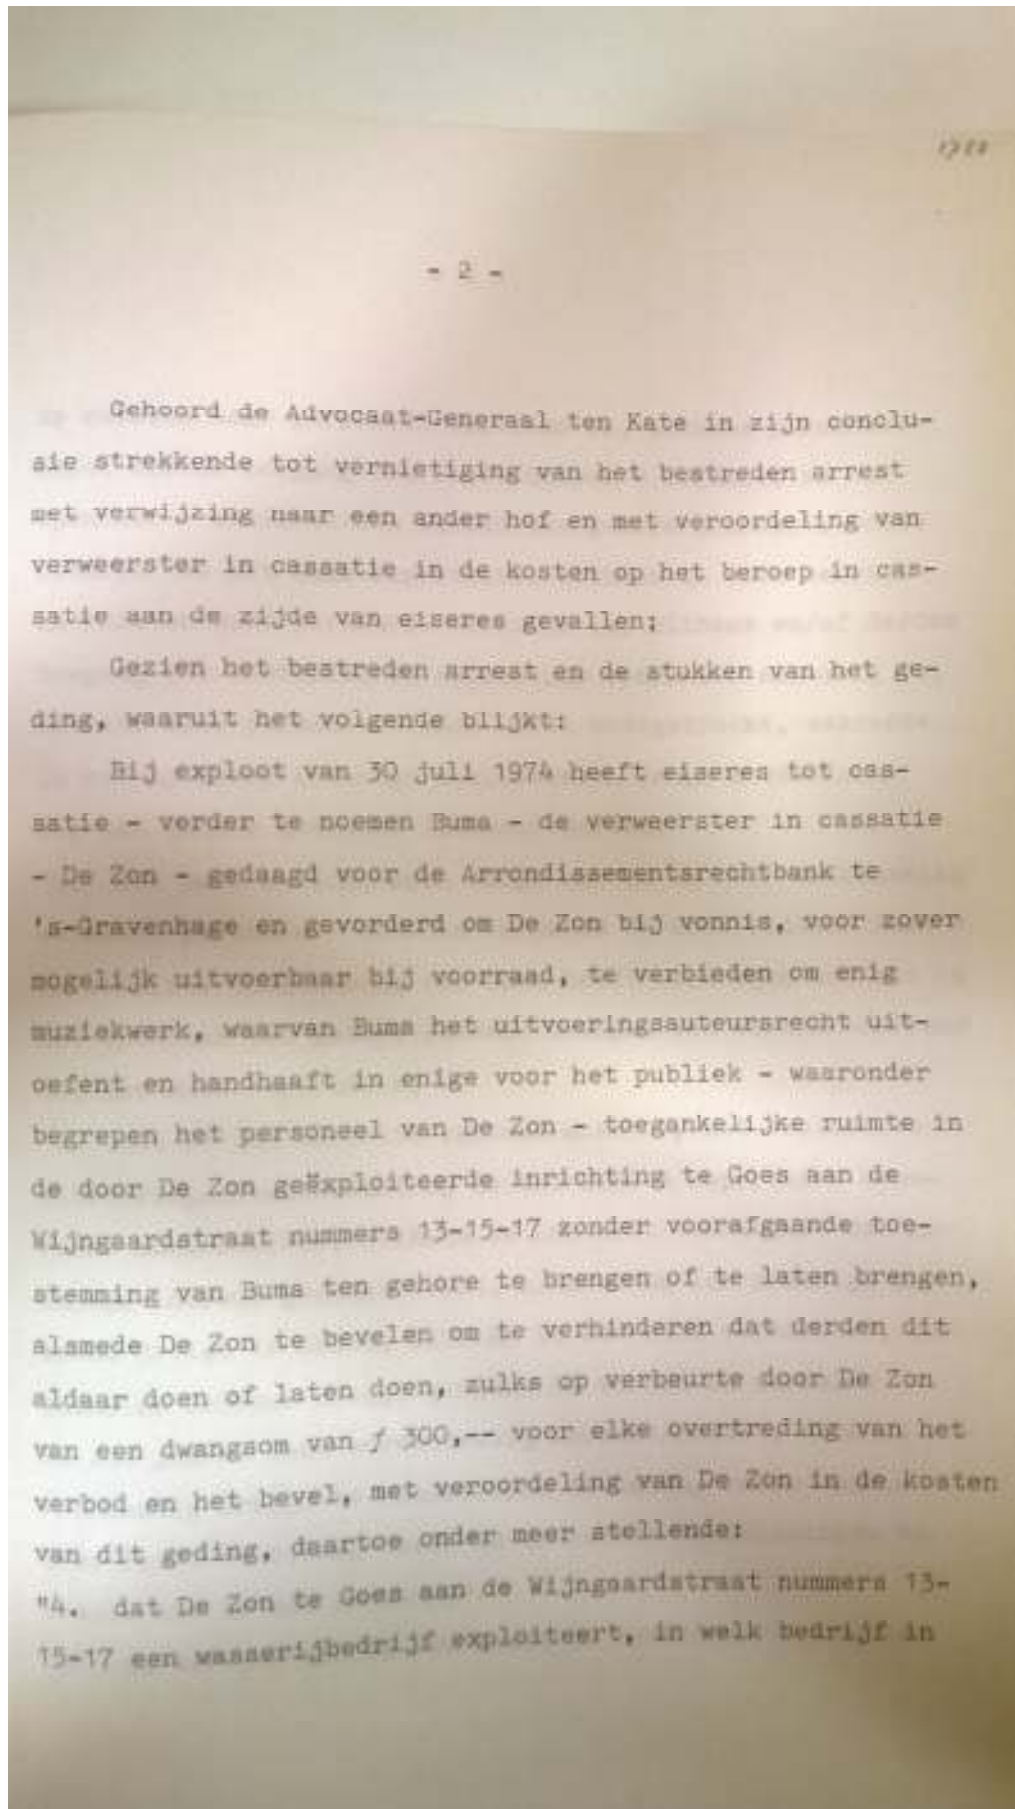 - 2 -
Gehoord de Advocaat-Generaal ten Kate in zijn conclu-
sie strekkende tot vernietiging van het bestreden arrest
met verwijzing naar een ander hof en met veroordeling van
verweerster in cassatie in de kosten op het beroep in cas-
satie aan de zijde van eiseres gevallen;
Gezien het bestreden arrest en de stukken van het ge-
ding, waaruit het volgende blijkt:
Bij exploot van 30 juli 1974 heeft eiseres tot cas-
satie - verder te noemen Buma - de verweerster in cassatie
- De Zon - gedaagd voor de Arrondissementsrechtbank te
's-Gravenhage en gevorderd om De Zon bij vonnis, voor zover
mogelijk uitvoerbaar bij voorraad, te verbieden om enig
muziekwerk, waarvan Buma het uitvoeringsauteursrecht uit-
oefent en handhaaft in enige voor het publiek - waaronder
begrepen het personeel van De Zon - toegankelijke ruimte in
de door De Zon geëxploiteerde inrichting te Goes aan de
Wijngaardstraat nummers 13-15-17 zonder voorafgaande toe-
stemming van Buma ten gehore te brengen of te laten brengen,
alsmede De Zon te bevelen om te verhinderen dat derden dit
aldaar doen of laten doen, zulks op verbeurte door De Zon
van een dwangsom van ƒ 300,-- voor elke overtreding van het
verbod en het bevel, met veroordeling van De Zon in de kosten
van dit geding, daartoe onder meer stellende:
"4. dat De Zon te Goes aan de Wijngaardstraat nummers 13-
15-17 een wasserijbedrijf exploiteert, in welk bedrijf in